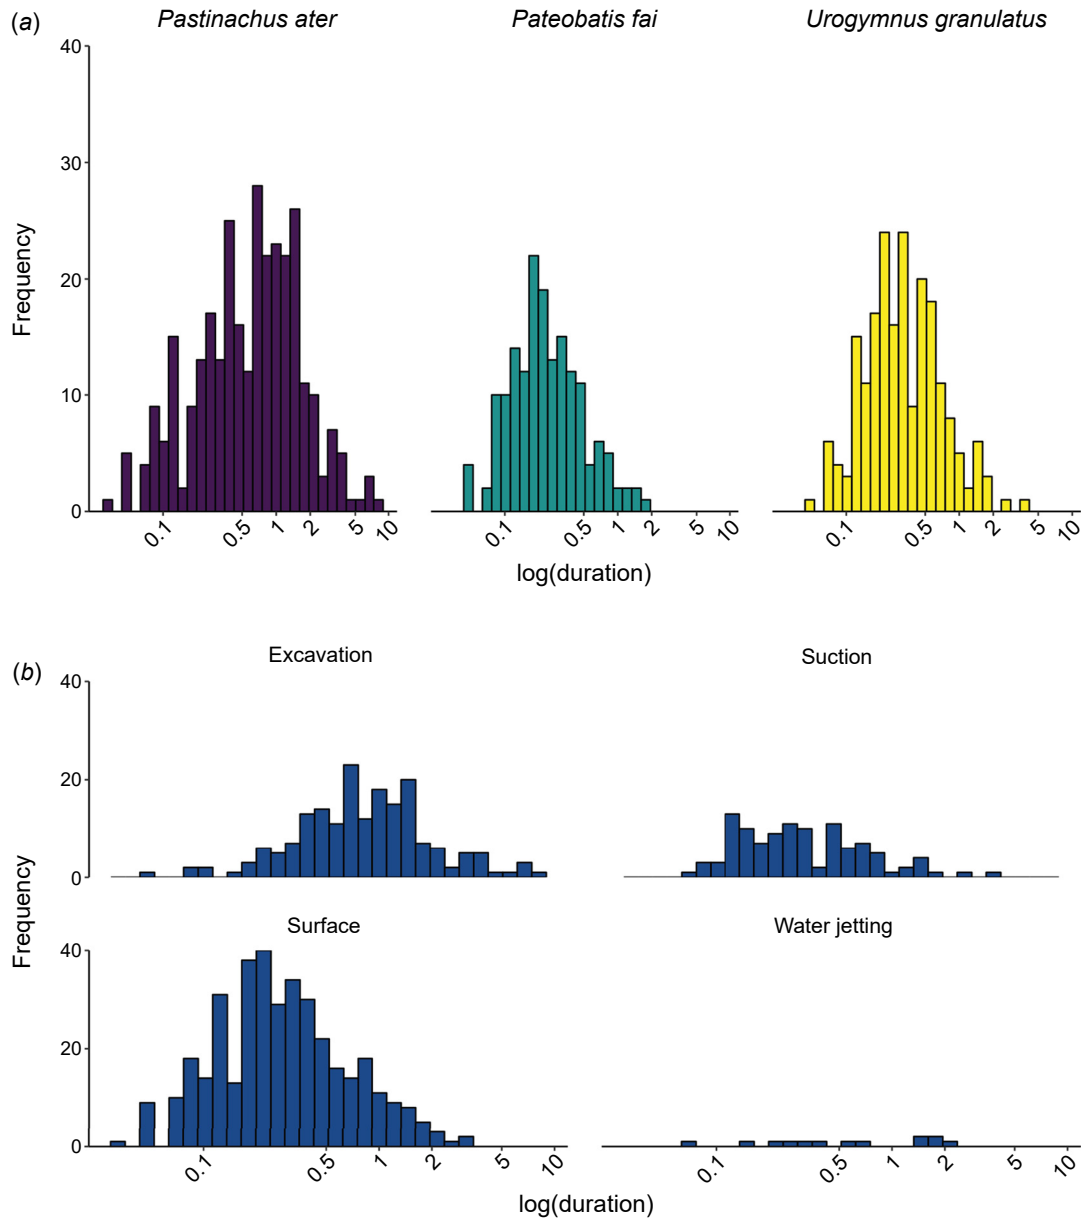 (a) Pastinachus ater Pateobatis fai Urogymnus granulatus
40
30
20
10
0
Frequency
0.1 0.5 1 2 5 10 0.1 0.5 1 2 5 10 0.1 0.5 1 2 5 10
log(duration)
(b) Excavation Suction
40
20
0
Surface Water jetting
Frequency
40
20
0
0.1 0.5 1 2 5 10 0.1 0.5 1 2 5 10
log(duration)